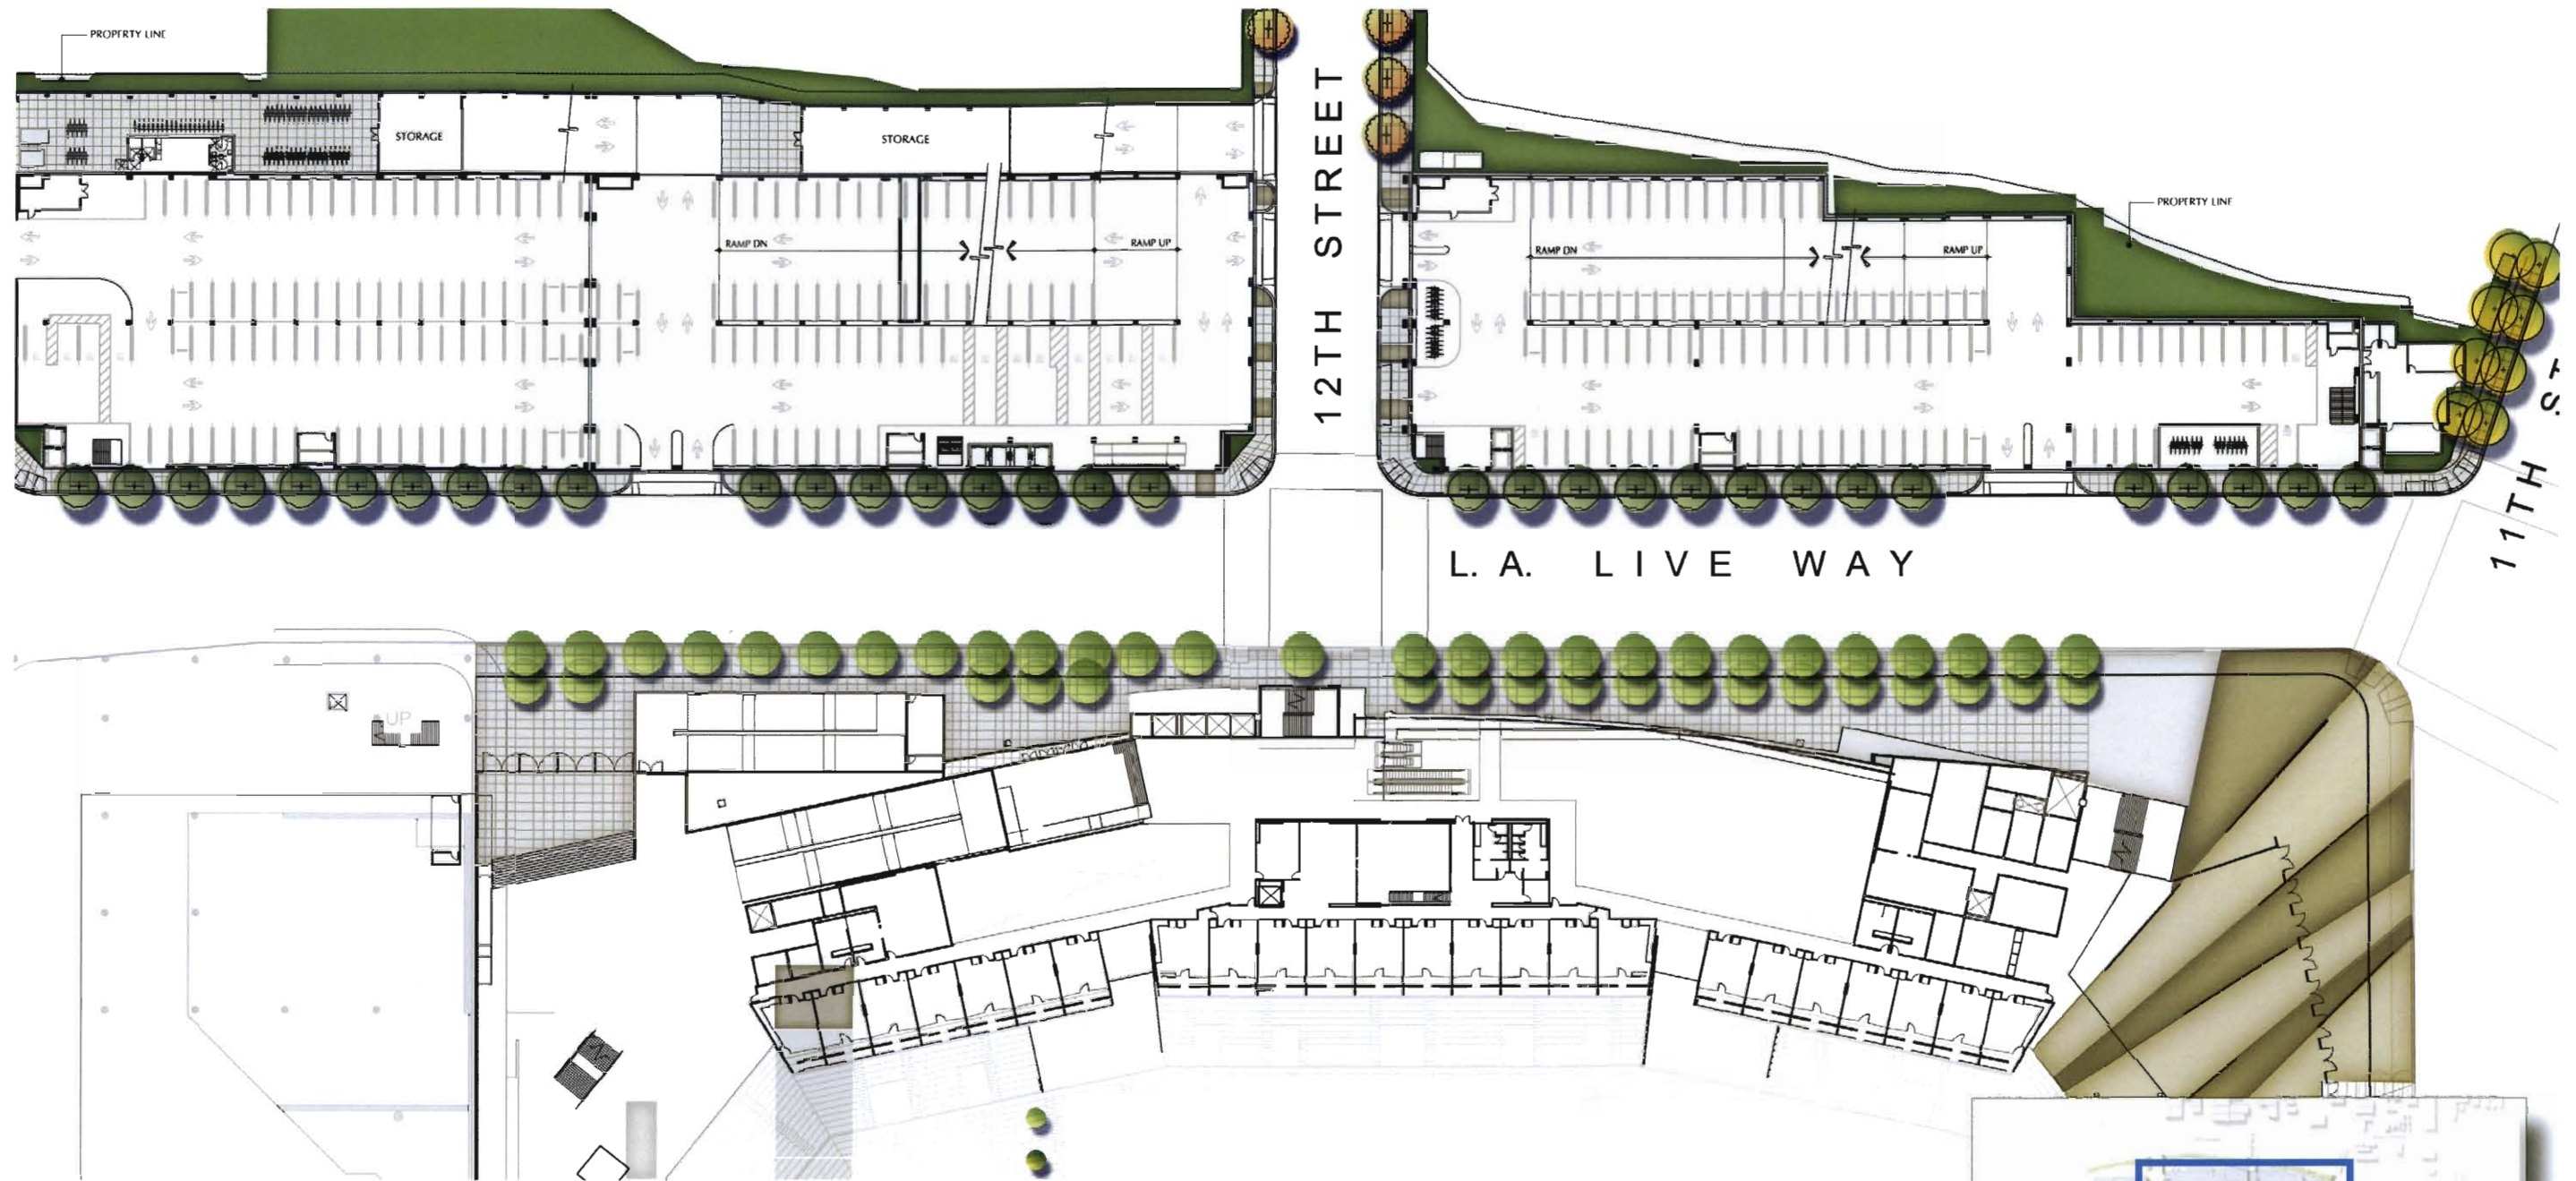 PROPERTY LINE
STORAGE
STORAGE
RAMP DN
RAMP UP
12TH STREET
RAMP DN
RAMP UP
PROPERTY LINE
L. A. LIVE WAY
11TH
UP